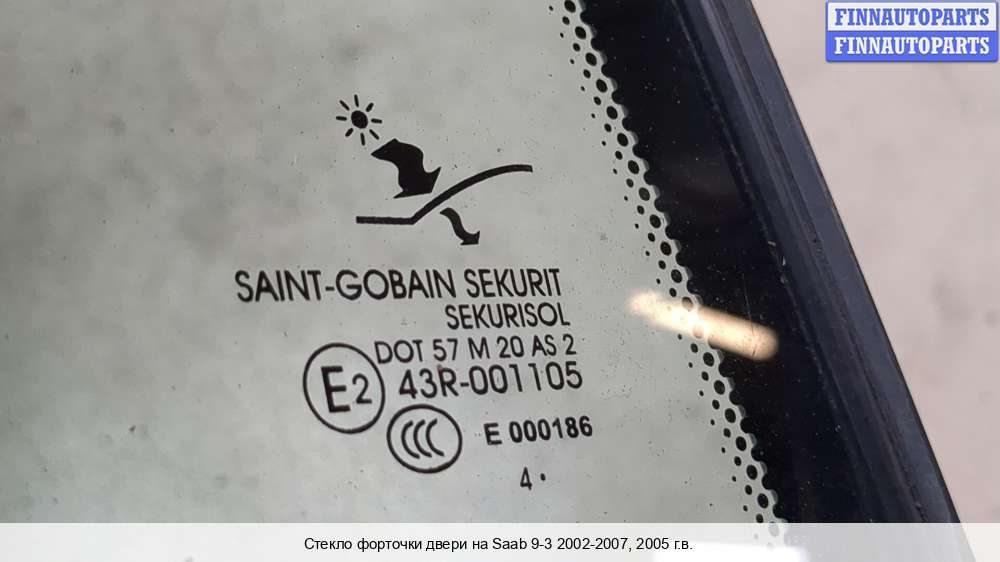 FINNAUTOPARTS
FINNAUTOPARTS
SAINT-GOBAIN SEKURIT
SEKURISOL
DOT 57 M 20 AS 2
E2 43R-001105
CCC E 000186
4 •
Стекло форточки двери на Saab 9-3 2002-2007, 2005 г.в.